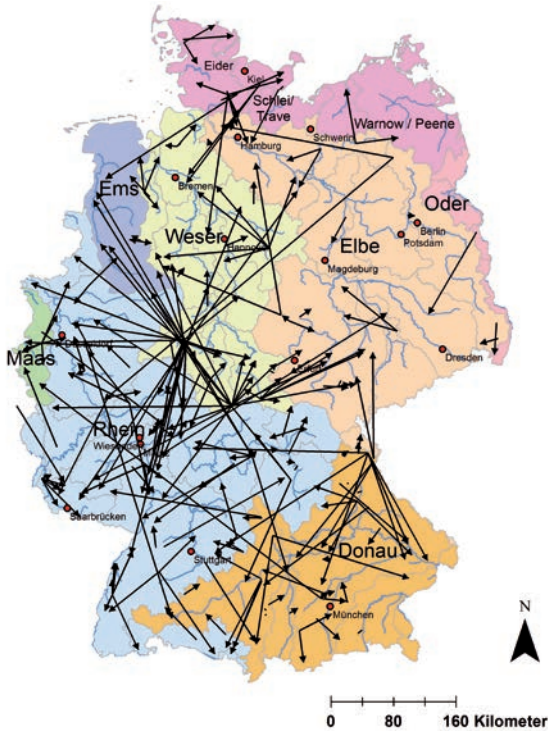 Eider
Kiel
Schlei/
Trave
Warnow / Peene
Schwerin
Hamburg
Ems
Bremen
Oder
Berlin
Weser
Elbe
Potsdam
Hannover
Magdeburg
Maas
Dresden
Rhein
Saarbrücken
Stuttgart
Donau
München
N
0 80 160 Kilometer